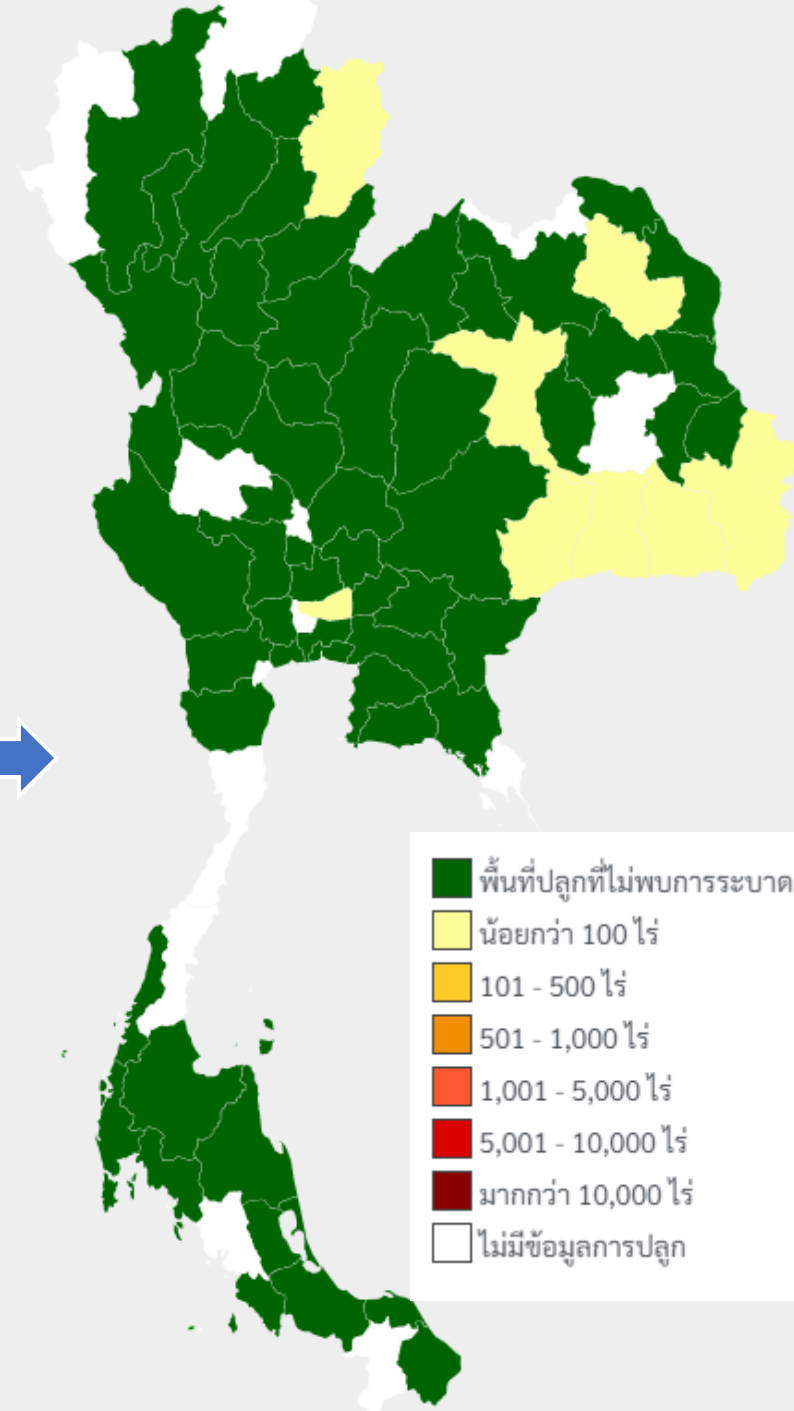 พื้นที่ปลูกที่ไม่พบการระบาด
น้อยกว่า 100 ไร่
101 - 500 ไร่
501 - 1,000 ไร่
1,001 - 5,000 ไร่
5,001 - 10,000 ไร่
มากกว่า 10,000 ไร่
ไม่มีข้อมูลการปลูก